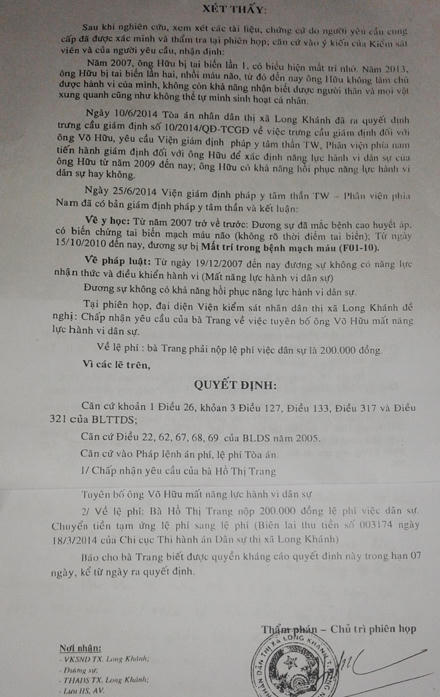 XÉT THẤY:
Sau khi nghiên cứu, xem xét các tài liệu, chứng cứ do người yêu cầu cung
cấp đã được xác minh và thẩm tra tại phiên họp; căn cứ vào ý kiến của Kiểm sát
viên và của người yêu cầu, nhận định:
Năm 2007, ông Hữu bị tai biến lần 1, có biểu hiện mất trí nhớ. Năm 2013,
ông Hữu bị tai biến lần hai, nhồi máu não, từ đó đến nay ông Hữu không làm chủ
được hành vi của mình, không còn khả năng nhận biết được người thân và mọi vật
xung quanh cũng như không thể tự mình sinh hoạt cá nhân.
Ngày 10/6/2014 Tòa án nhân dân thị xã Long Khánh đã ra quyết định
trưng cầu giám định số 10/2014/QĐ-TCGĐ về việc trưng cầu giám định đối với
ông Võ Hữu, yêu cầu Viện giám định pháp y tâm thần TW, Phân viện phía nam
tiến hành giám định đối với ông Hữu để xác định năng lực hành vi dân sự của
ông Hữu từ năm 2009 đến nay; ông Hữu có khả năng hồi phục năng lực hành vi
dân sự hay không.
Ngày 25/6/2014 Viện giám định pháp y tâm thần TW – Phân viện phía
Nam đã có bản giám định pháp y tâm thần và kết luận:
Về y học: Từ năm 2007 trở về trước: Đương sự đã mắc bệnh cao huyết áp,
có biến chứng tai biến mạch máu não (không rõ thời điểm tai biến); Từ ngày
15/10/2010 đến nay, đương sự bị Mất trí trong bệnh mạch máu (F01-10).
Về pháp luật: Từ ngày 19/12/2007 đến nay đương sự không có năng lực
nhận thức và điều khiển hành vi (Mất năng lực hành vi dân sự)
Đương sự không có khả năng hồi phục năng lực hành vi dân sự.
Tại phiên họp, đại diện Viện kiểm sát nhân dân thị xã Long Khánh đề
nghị: Chấp nhận yêu cầu của bà Trang về việc tuyên bố ông Võ Hữu mất năng
lực hành vi dân sự.
Về lệ phí : bà Trang phải nộp lệ phí việc dân sự là 200.000 đồng.
Vì các lẽ trên,
QUYẾT ĐỊNH:
Căn cứ khoản 1 Điều 26, khỏan 3 Điều 127, Điều 133, Điều 317 và Điều
321 của BLTTDS;
Căn cứ Điều 22, 62, 67, 68, 69 của BLDS năm 2005.
Căn cứ vào Pháp lệnh án phí, lệ phí Tòa án.
1/ Chấp nhận yêu cầu của bà Hồ Thị Trang
Tuyên bố ông Võ Hữu mất năng lực hành vi dân sự
2/ Về lệ phí: Bà Hồ Thị Trang nộp 200.000 đồng lệ phí việc dân sự.
Chuyển tiền tạm ứng lệ phí sang lệ phí (Biên lai thu tiền số 003174 ngày
18/3/2014 của Chi cục Thi hành án Dân sự thị xã Long Khánh)
Báo cho bà Trang biết được quyền kháng cáo quyết định này trong hạn 07
ngày, kể từ ngày ra quyết định.
Thẩm phán – Chủ trì phiên họp
Nơi nhận:
- VKSND TX. Long Khánh;
- Đương sự;
- THAHS TX. Long Khánh;
- Lưu HS, AV.